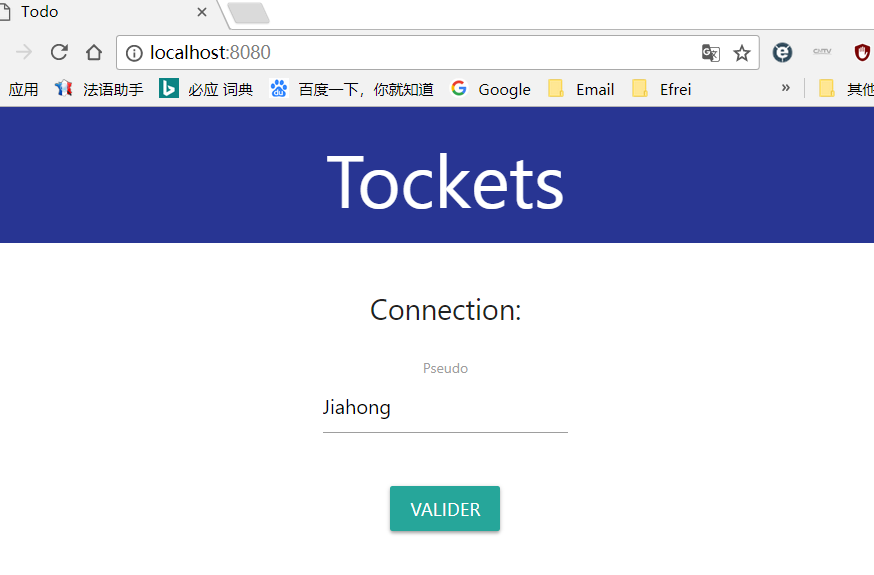 Todo
localhost:8080
应用 法语助手 必应 词典 百度一下，你就知道 Google Email Efrei » 其他
Tockets
Connection:
Pseudo
Jiahong
VALIDER